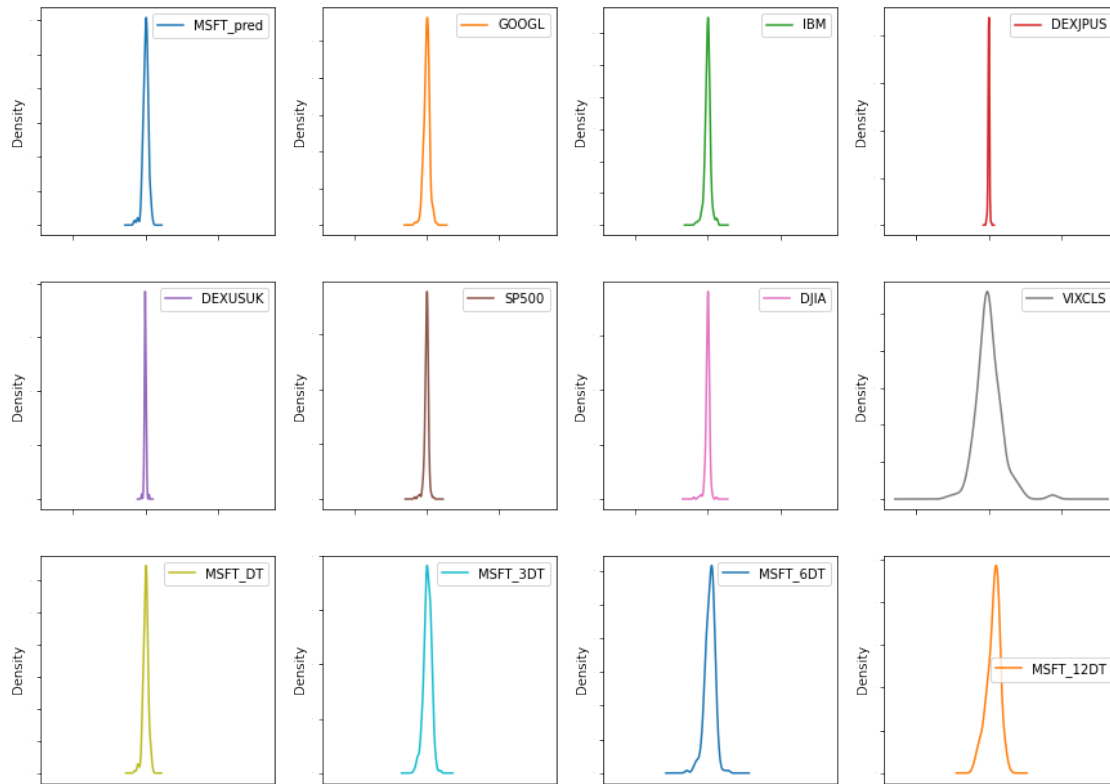 MSFT_pred
GOOGL
IBM
DEXJPUS
Density
Density
Density
Density
DEXUSUK
SP500
DJIA
VIXCLS
Density
Density
Density
Density
MSFT_DT
MSFT_3DT
MSFT_6DT
MSFT_12DT
Density
Density
Density
Density